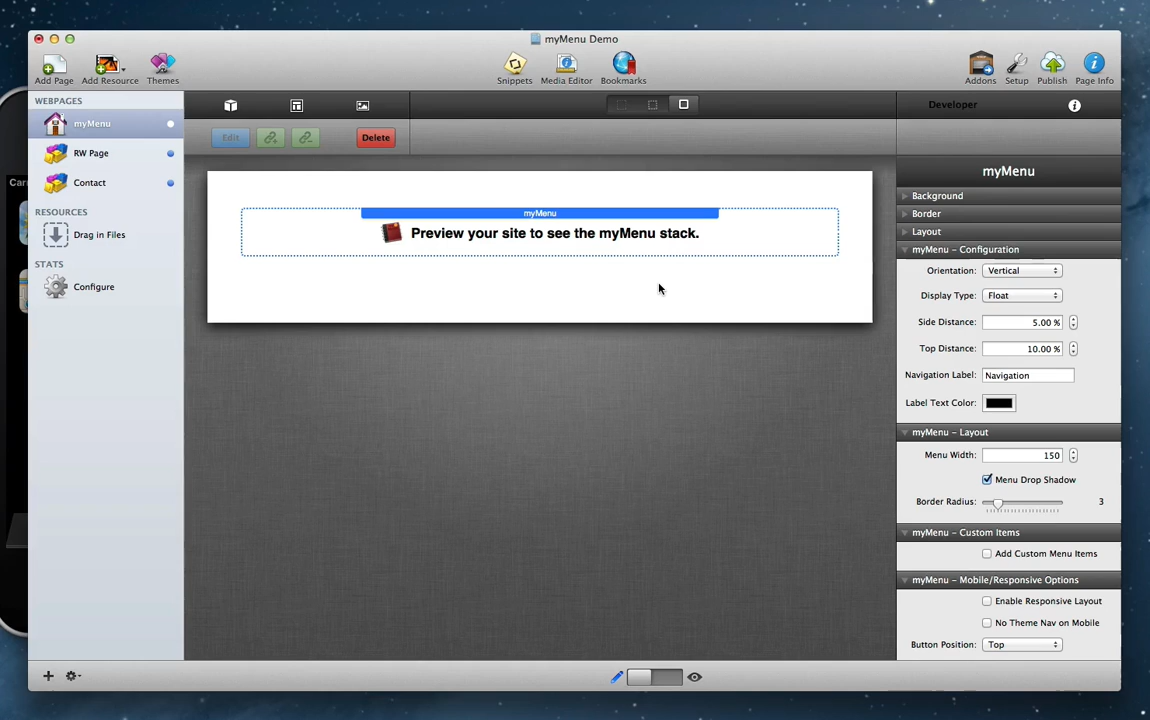 myMenu Demo
Add Page
Add Resource
Themes
Snippets
Media Editor
Bookmarks
Addons
Setup
Publish
Page Info
WEBPAGES
myMenu
RW Page
Contact
RESOURCES
Drag in Files
STATS
Configure
Edit
Delete
Developer
myMenu
Preview your site to see the myMenu stack.
myMenu
Background
Border
Layout
myMenu - Configuration
Orientation: Vertical
Display Type: Float
Side Distance: 5.00 %
Top Distance: 10.00 %
Navigation Label: Navigation
Label Text Color:
myMenu - Layout
Menu Width: 150
Menu Drop Shadow
Border Radius: 3
myMenu - Custom Items
Add Custom Menu Items
myMenu - Mobile/Responsive Options
Enable Responsive Layout
No Theme Nav on Mobile
Button Position: Top